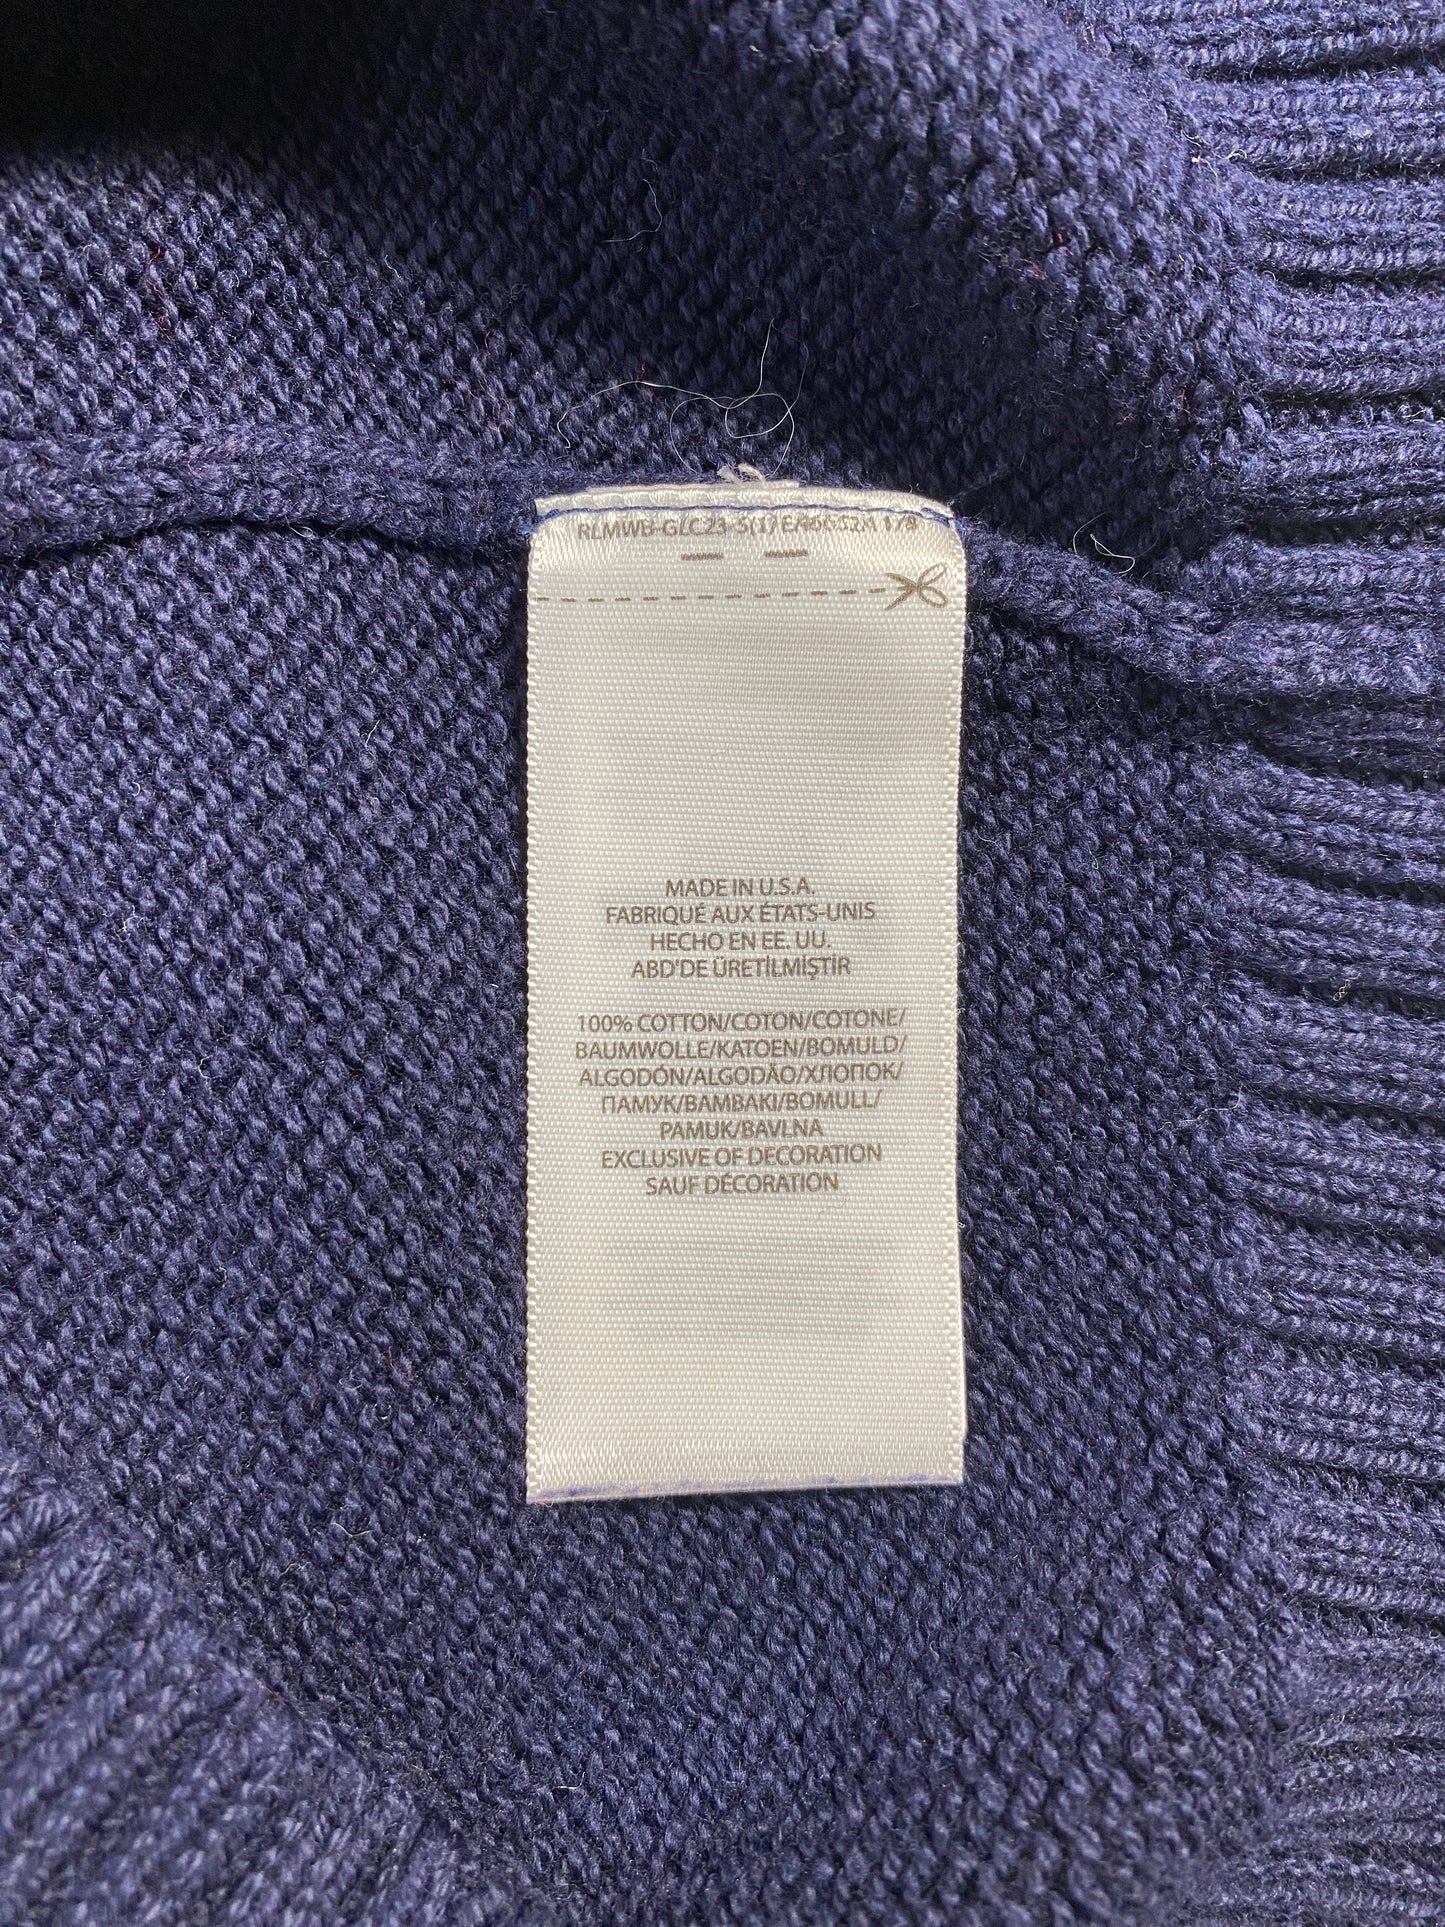 MADE IN U.S.A.
FABRIQUÉ AUX ÉTATS-UNIS
HECHO EN EE. UU.
ABD'DE ÜRETİLMİŞTİR
100% COTTON/COTON/COTONE/
BAUMWOLLE/KATOEN/BOMULD/
ALGODÓN/ALGODÃO/ХЛОПОК/
ПАМУК/BAMBAKI/BOMULL/
PAMUK/BAVLNA
EXCLUSIVE OF DECORATION
SAUF DÉCORATION